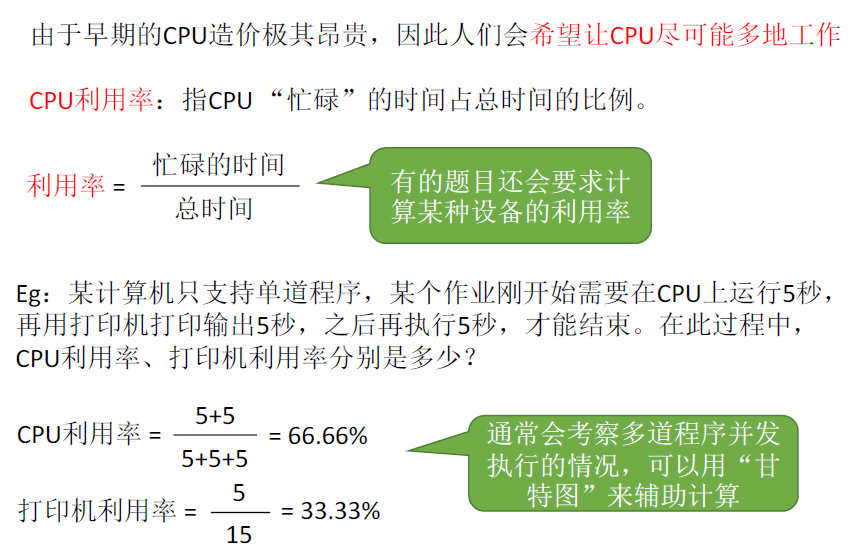 由于早期的CPU造价极其昂贵，因此人们会希望让CPU尽可能多地工作
CPU利用率：指CPU “忙碌”的时间占总时间的比例。
利用率 =
忙碌的时间
总时间
有的题目还会要求计
算某种设备的利用率
Eg：某计算机只支持单道程序，某个作业刚开始需要在CPU上运行5秒，
再用打印机打印输出5秒，之后再执行5秒，才能结束。在此过程中，
CPU利用率、打印机利用率分别是多少？
CPU利用率 =
5+5
5+5+5
= 66.66%
通常会考察多道程序并发
执行的情况，可以用“甘
特图”来辅助计算
打印机利用率 =
5
15
= 33.33%